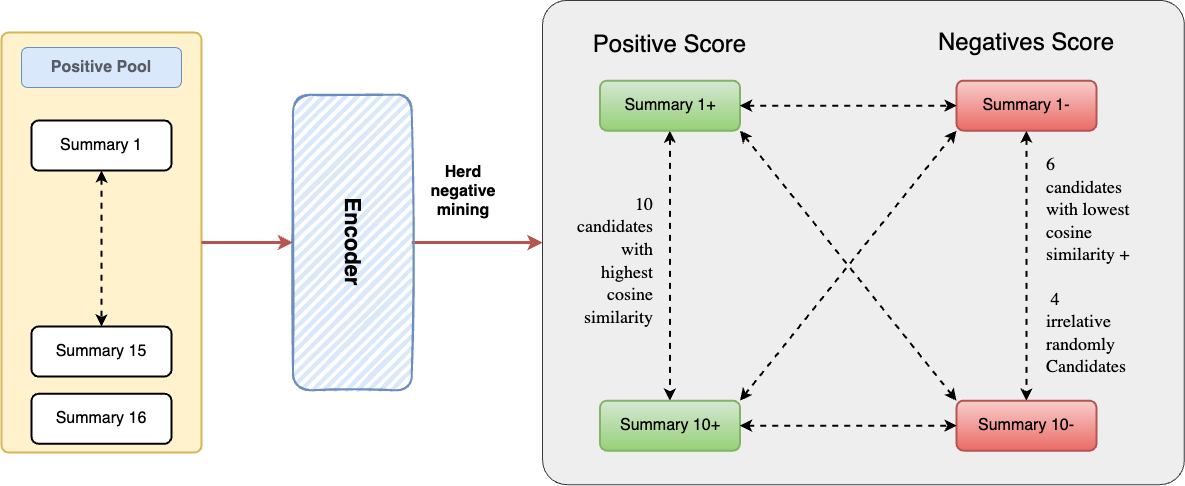 Positive Pool
Summary 1
Summary 15
Summary 16
Encoder
Herd
negative
mining
Positive Score
Negatives Score
Summary 1+
Summary 1-
10
candidates
with
highest
cosine
similarity
6
candidates
with lowest
cosine
similarity +
4
irrelative
randomly
Candidates
Summary 10+
Summary 10-